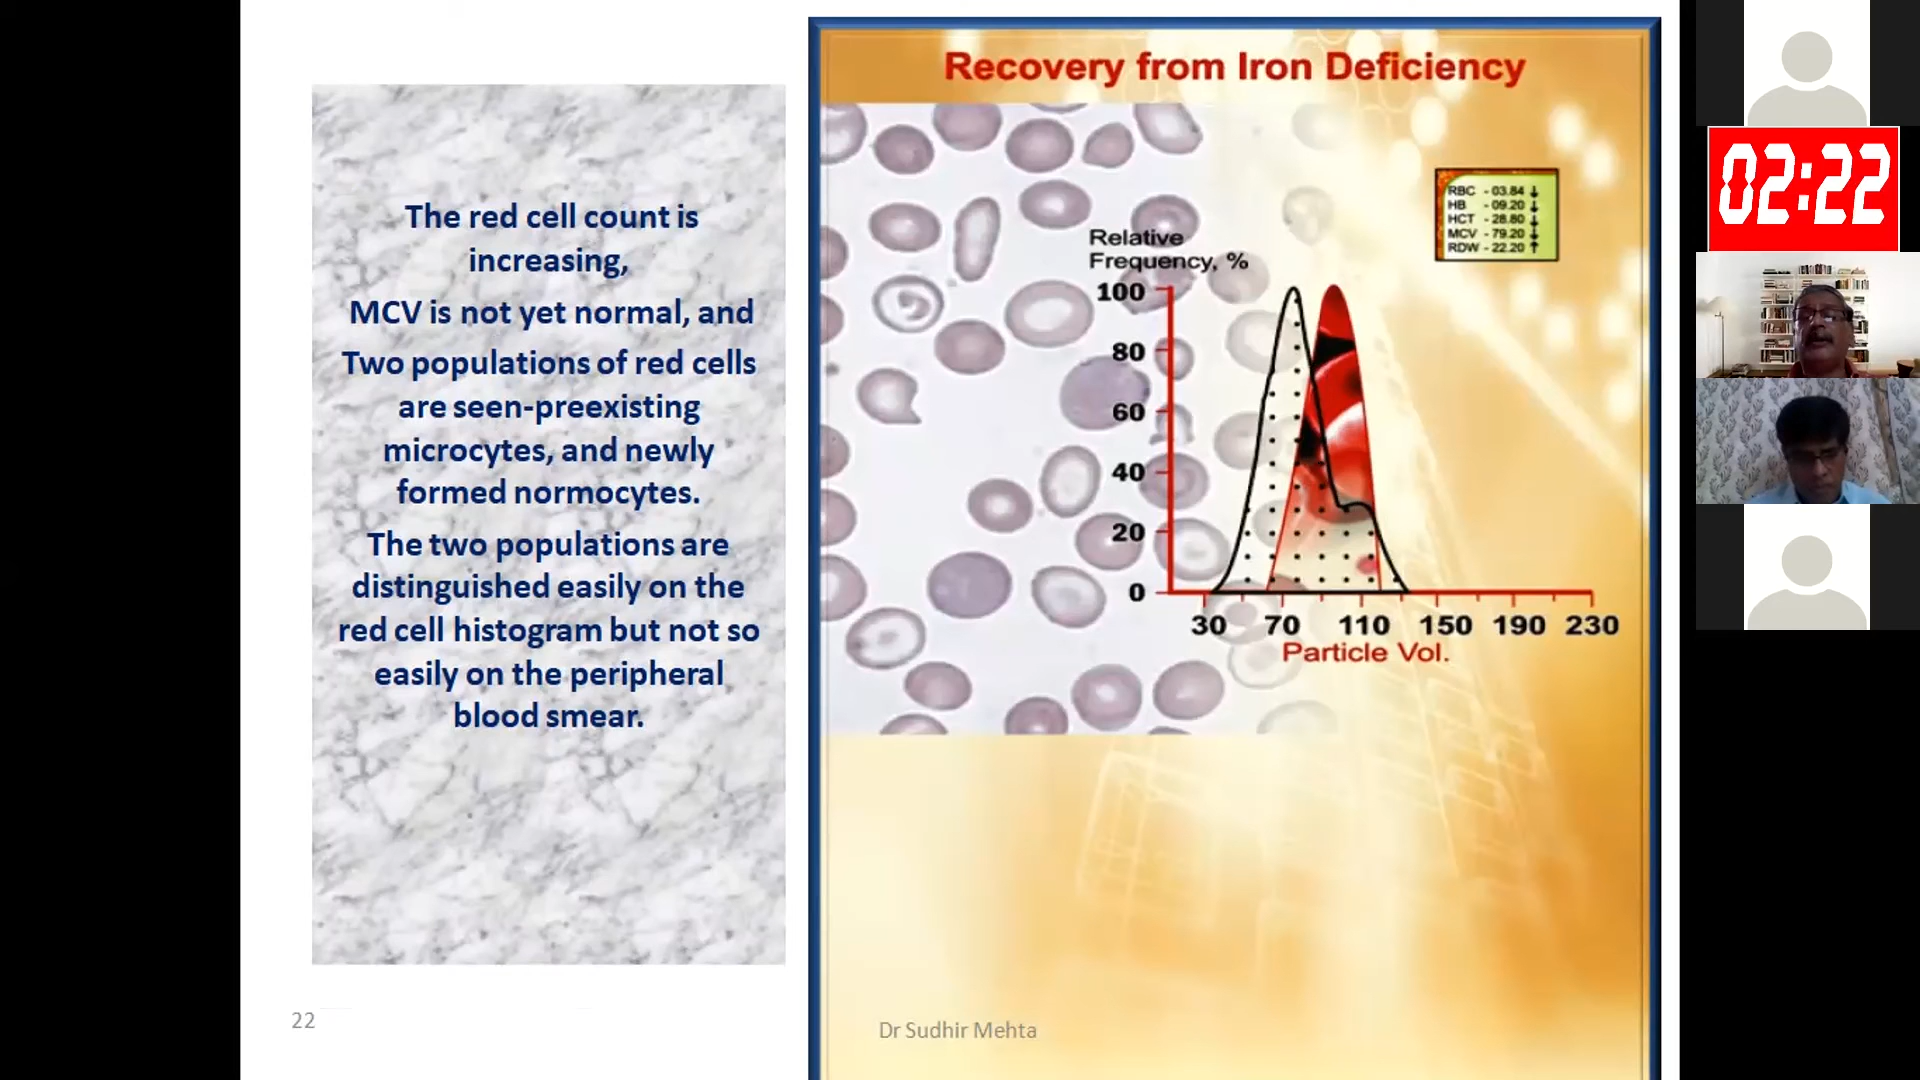 The red cell count is
increasing,
MCV is not yet normal, and
Two populations of red cells
are seen-preexisting
microcytes, and newly
formed normocytes.
The two populations are
distinguished easily on the
red cell histogram but not so
easily on the peripheral
blood smear.
22
Recovery from Iron Deficiency
RBC - 03.84 ↓
HB - 09.20 ↓
HCT - 28.80 ↓
MCV - 79.20 ↓
RDW - 22.20 ↑
Relative
Frequency, %
100
80
60
40
20
0
30 70 110 150 190 230
Particle Vol.
Dr Sudhir Mehta
02:22